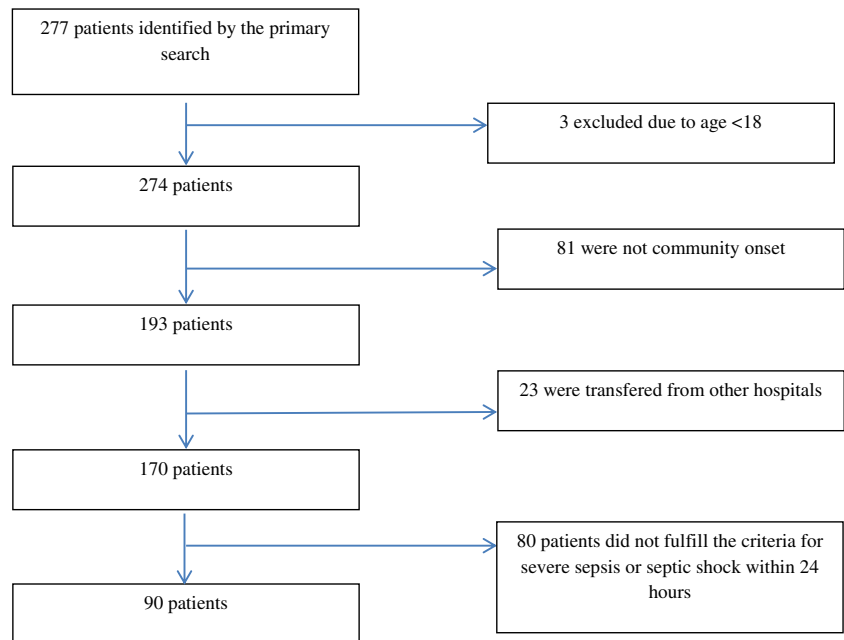 277 patients identified by the primary
search
3 excluded due to age <18
274 patients
81 were not community onset
193 patients
23 were transfered from other hospitals
170 patients
80 patients did not fulfill the criteria for
severe sepsis or septic shock within 24
hours
90 patients